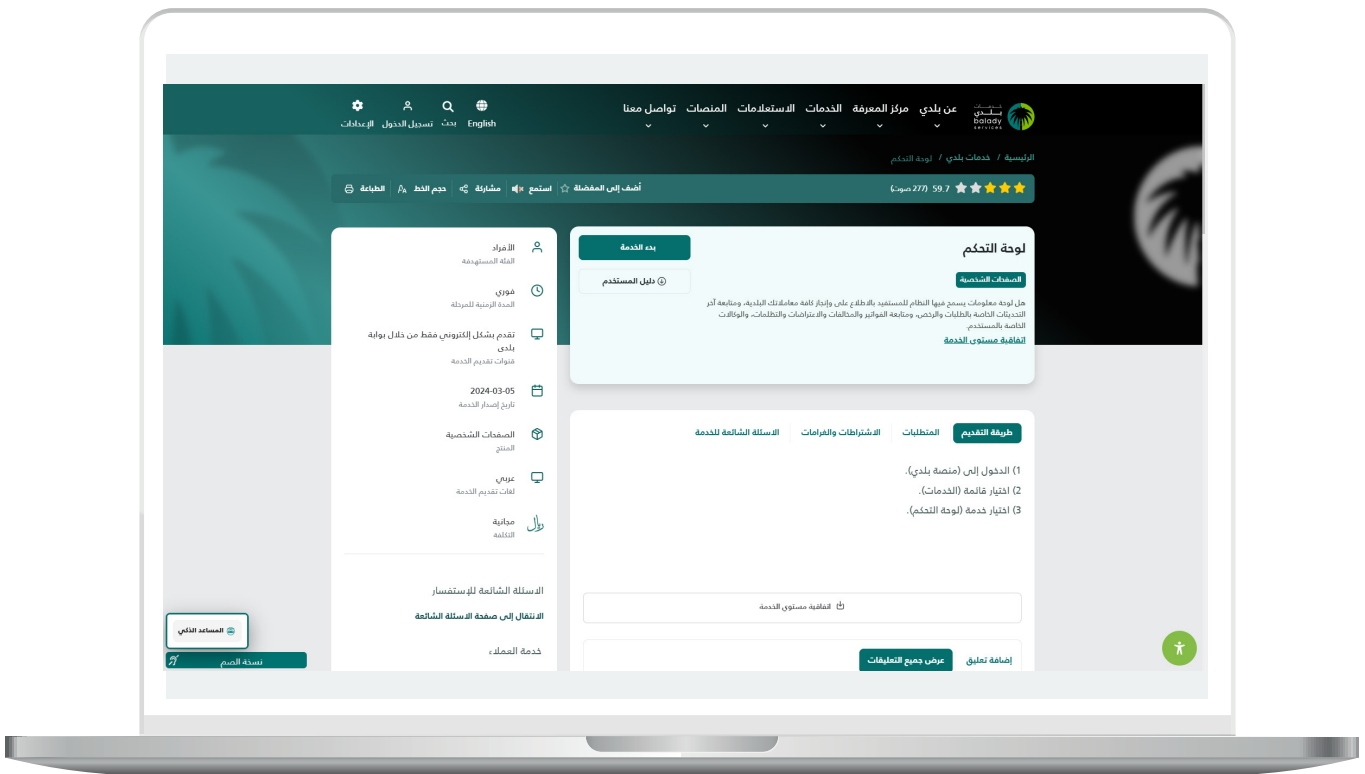 خدمات
بلدي
balady
services
عن بلدي
مركز المعرفة
الخدمات
الاستعلامات
المنصات
تواصل معنا
English
بحث
تسجيل الدخول
الإعدادات
الرئيسية / خدمات بلدي / لوحة التحكم
59.7 (277 صوت)
أضف إلى المفضلة
استمع
مشاركة
حجم الخط
الطباعة
لوحة التحكم
بدء الخدمة
الصفحات الشخصية
دليل المستخدم
هل لوحة معلومات يسمح فيها النظام للمستفيد بالاطلاع على وإنجاز كافة معاملاتك البلدية، ومتابعة آخر
التحديثات الخاصة بالطلبات والرخص، ومتابعة الفواتير والمخالفات والاعتراضات والتظلمات، والوكالات
الخاصة بالمستخدم.
اتفاقية مستوى الخدمة
طريقة التقديم
المتطلبات
الاشتراطات والغرامات
الاسئلة الشائعة للخدمة
1) الدخول إلى (منصة بلدي).
2) اختيار قائمة (الخدمات).
3) اختيار خدمة (لوحة التحكم).
اتفاقية مستوى الخدمة
إضافة تعليق
عرض جميع التعليقات
الأفراد
الفئة المستهدفة
فوري
المدة الزمنية للمرحلة
تقدم بشكل إلكتروني فقط من خلال بوابة
بلدي
قنوات تقديم الخدمة
2024-03-05
تاريخ إصدار الخدمة
الصفحات الشخصية
المنتج
عربي
لغات تقديم الخدمة
ريال
مجانية
التكلفة
الاسئلة الشائعة للإستفسار
الانتقال إلى صفحة الاسئلة الشائعة
خدمة العملاء
المساعد الذكي
نسخة الصم